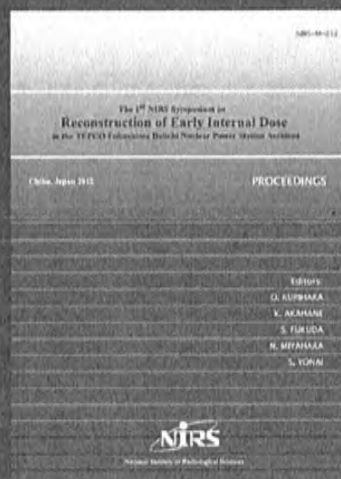 NIRS-M-252
The 1st NIRS Symposium on
Reconstruction of Early Internal Dose
in the TEPCO Fukushima Daiichi Nuclear Power Station Accident
Chiba, Japan 2012
PROCEEDINGS
Editors:
O. KURIHARA
K. AKAHANE
S. FUKUDA
N. MIYAHARA
S. YONAI
NIRS
National Institute of Radiological Sciences